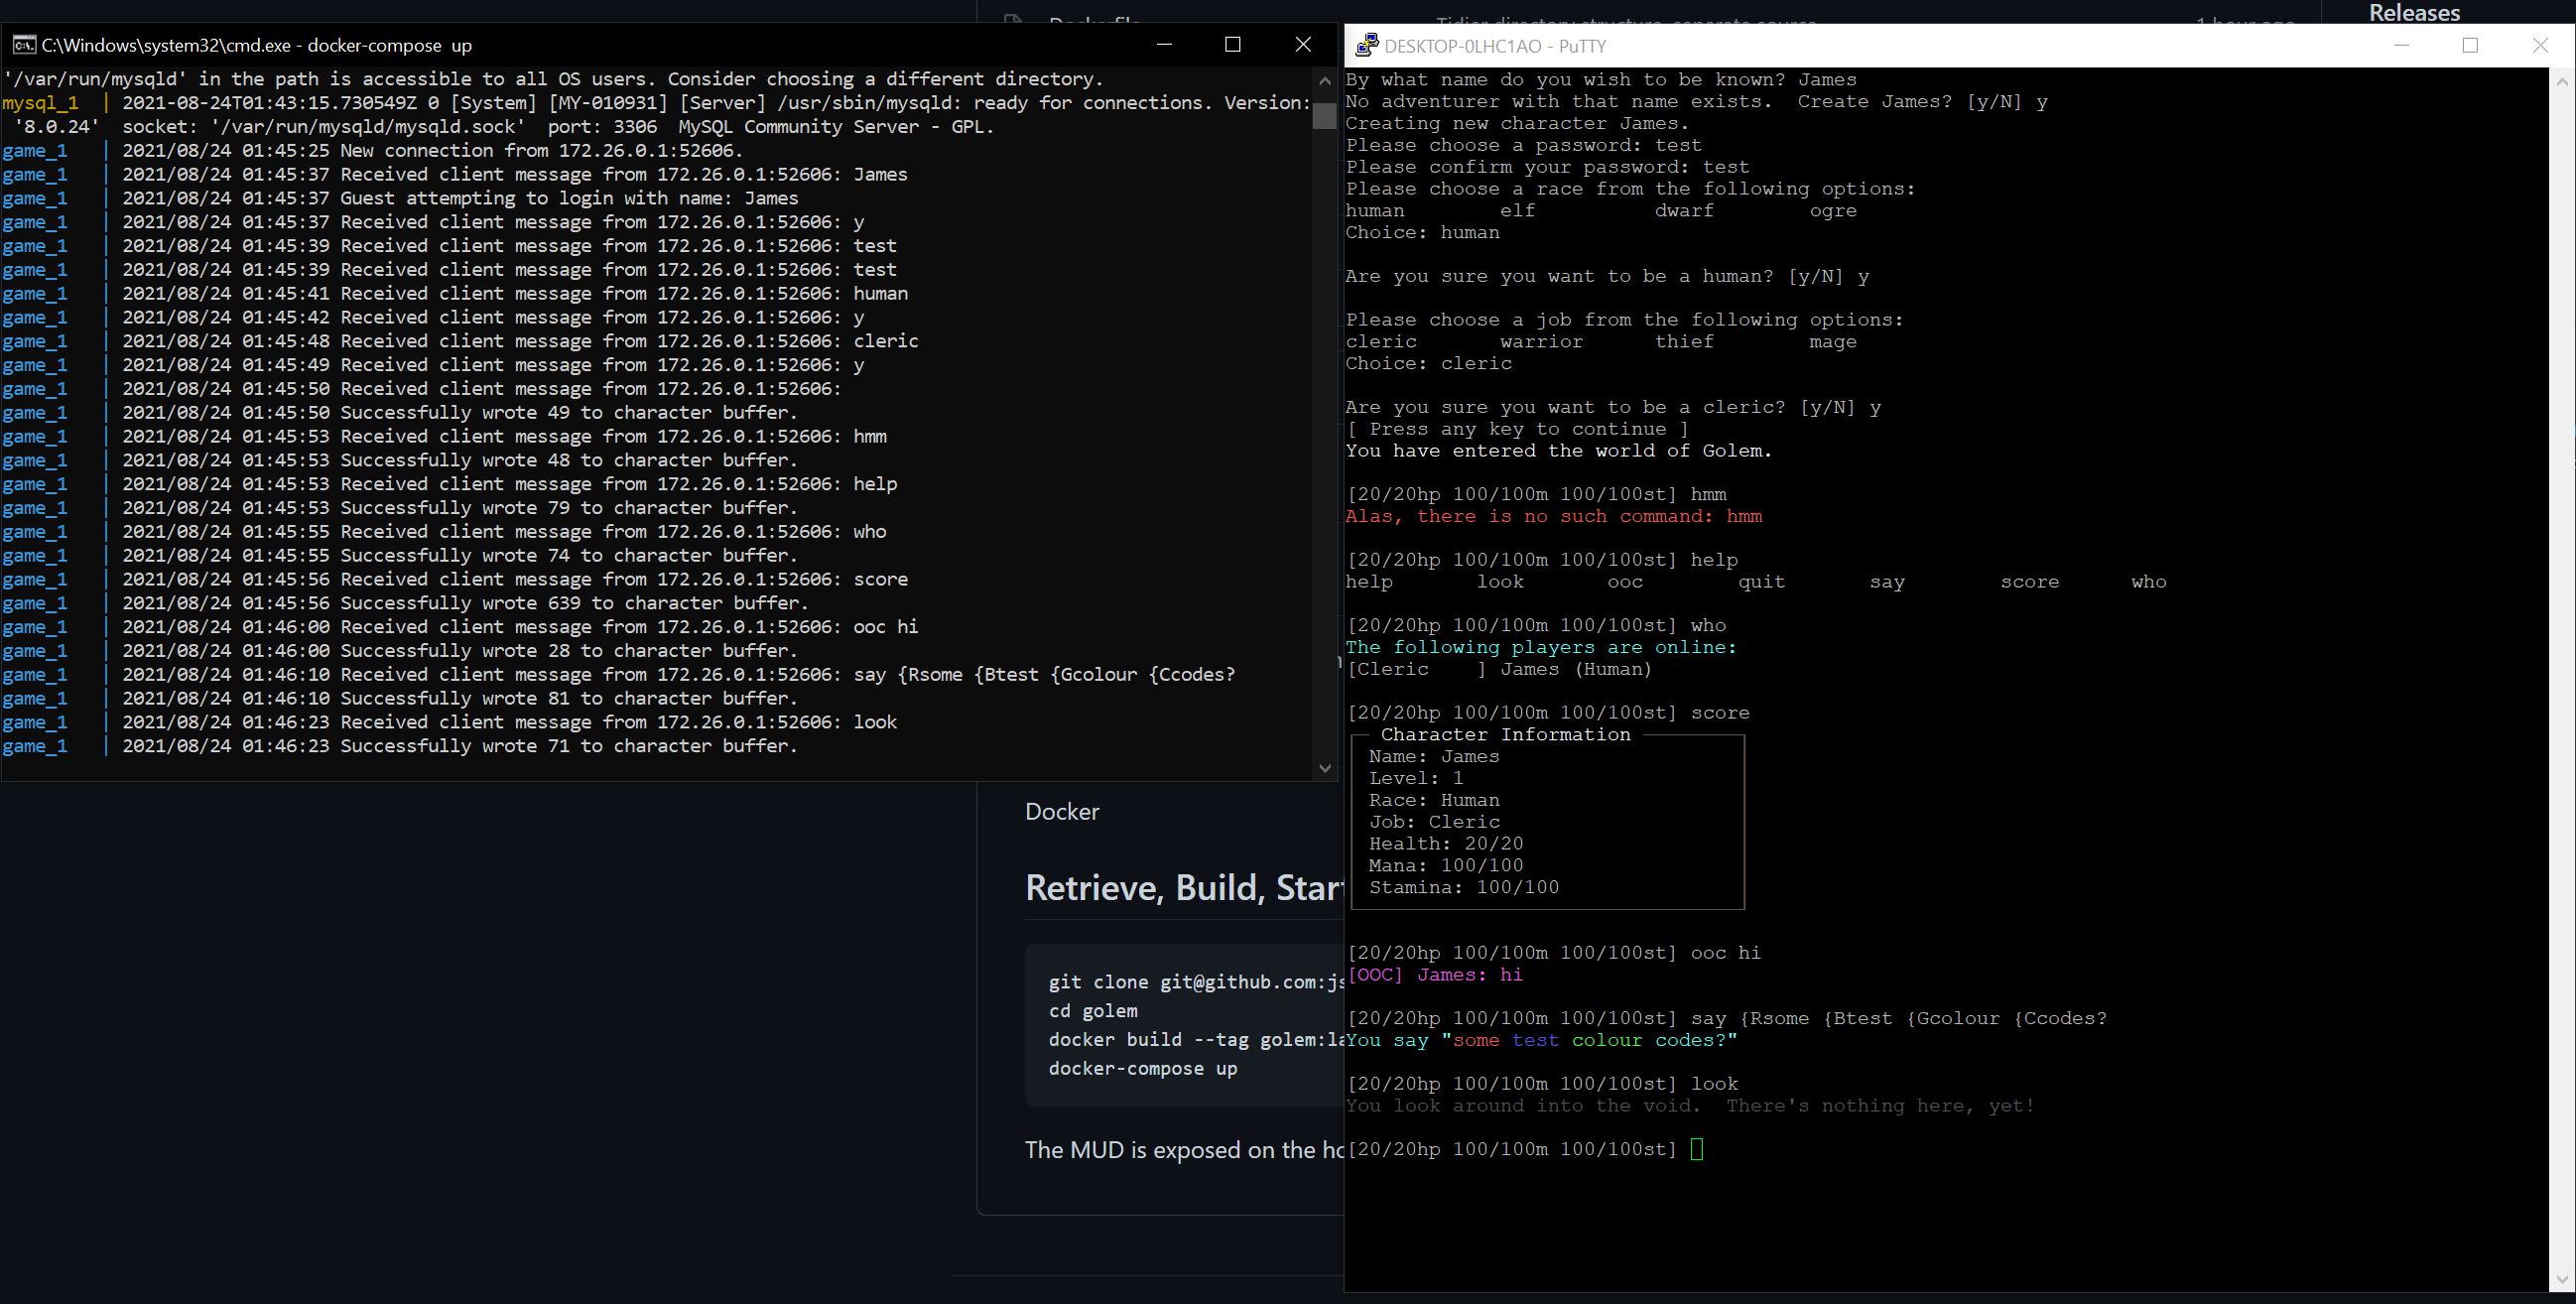 Releases
C:\Windows\system32\cmd.exe - docker-compose  up
'/var/run/mysqld' in the path is accessible to all OS users. Consider choosing a different directory.
mysql_1  | 2021-08-24T01:43:15.730549Z 0 [System] [MY-010931] [Server] /usr/sbin/mysqld: ready for connections. Version:
'8.0.24'  socket: '/var/run/mysqld/mysqld.sock'  port: 3306  MySQL Community Server - GPL.
game_1   | 2021/08/24 01:45:25 New connection from 172.26.0.1:52606.
game_1   | 2021/08/24 01:45:37 Received client message from 172.26.0.1:52606: James
game_1   | 2021/08/24 01:45:37 Guest attempting to login with name: James
game_1   | 2021/08/24 01:45:37 Received client message from 172.26.0.1:52606: y
game_1   | 2021/08/24 01:45:39 Received client message from 172.26.0.1:52606: test
game_1   | 2021/08/24 01:45:39 Received client message from 172.26.0.1:52606: test
game_1   | 2021/08/24 01:45:41 Received client message from 172.26.0.1:52606: human
game_1   | 2021/08/24 01:45:42 Received client message from 172.26.0.1:52606: y
game_1   | 2021/08/24 01:45:48 Received client message from 172.26.0.1:52606: cleric
game_1   | 2021/08/24 01:45:49 Received client message from 172.26.0.1:52606: y
game_1   | 2021/08/24 01:45:50 Received client message from 172.26.0.1:52606:
game_1   | 2021/08/24 01:45:50 Successfully wrote 49 to character buffer.
game_1   | 2021/08/24 01:45:53 Received client message from 172.26.0.1:52606: hmm
game_1   | 2021/08/24 01:45:53 Successfully wrote 48 to character buffer.
game_1   | 2021/08/24 01:45:53 Received client message from 172.26.0.1:52606: help
game_1   | 2021/08/24 01:45:53 Successfully wrote 79 to character buffer.
game_1   | 2021/08/24 01:45:55 Received client message from 172.26.0.1:52606: who
game_1   | 2021/08/24 01:45:55 Successfully wrote 74 to character buffer.
game_1   | 2021/08/24 01:45:56 Received client message from 172.26.0.1:52606: score
game_1   | 2021/08/24 01:45:56 Successfully wrote 639 to character buffer.
game_1   | 2021/08/24 01:46:00 Received client message from 172.26.0.1:52606: ooc hi
game_1   | 2021/08/24 01:46:00 Successfully wrote 28 to character buffer.
game_1   | 2021/08/24 01:46:10 Received client message from 172.26.0.1:52606: say {Rsome {Btest {Gcolour {Ccodes?
game_1   | 2021/08/24 01:46:10 Successfully wrote 81 to character buffer.
game_1   | 2021/08/24 01:46:23 Received client message from 172.26.0.1:52606: look
game_1   | 2021/08/24 01:46:23 Successfully wrote 71 to character buffer.
Docker
Retrieve, Build, Start
git clone git@github.com:js
cd golem
docker build --tag golem:la
docker-compose up
The MUD is exposed on the ho
DESKTOP-0LHC1AO - PuTTY
By what name do you wish to be known? James
No adventurer with that name exists.  Create James? [y/N] y
Creating new character James.
Please choose a password: test
Please confirm your password: test
Please choose a race from the following options:
human        elf          dwarf        ogre
Choice: human
Are you sure you want to be a human? [y/N] y
Please choose a job from the following options:
cleric       warrior      thief        mage
Choice: cleric
Are you sure you want to be a cleric? [y/N] y
[ Press any key to continue ]
You have entered the world of Golem.
[20/20hp 100/100m 100/100st] hmm
Alas, there is no such command: hmm
[20/20hp 100/100m 100/100st] help
help       look       ooc        quit       say        score      who
[20/20hp 100/100m 100/100st] who
The following players are online:
[Cleric    ] James (Human)
[20/20hp 100/100m 100/100st] score
Character Information
Name: James
Level: 1
Race: Human
Job: Cleric
Health: 20/20
Mana: 100/100
Stamina: 100/100
[20/20hp 100/100m 100/100st] ooc hi
[OOC] James: hi
[20/20hp 100/100m 100/100st] say {Rsome {Btest {Gcolour {Ccodes?
You say "some test colour codes?"
[20/20hp 100/100m 100/100st] look
You look around into the void.  There's nothing here, yet!
[20/20hp 100/100m 100/100st]